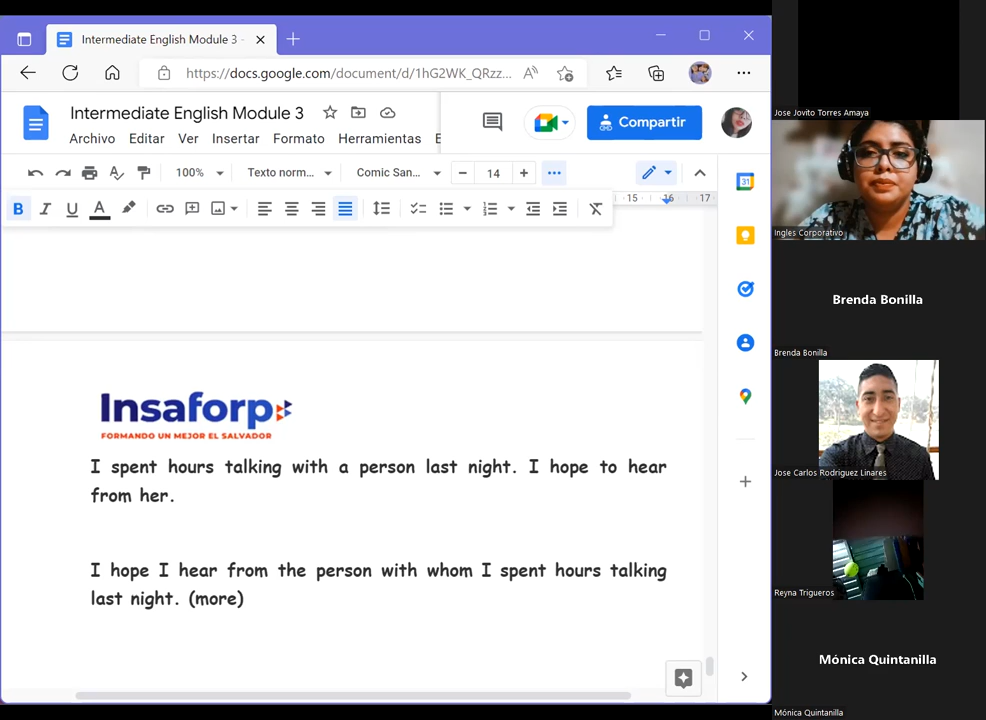 Intermediate English Module 3 -
https://docs.google.com/document/d/1hG2WK_QRzz...
Intermediate English Module 3
Compartir
Archivo Editar Ver Insertar Formato Herramientas E
100% Texto norm... Comic San... 14
15 16 17
31
Insaforp
FORMANDO UN MEJOR EL SALVADOR
I spent hours talking with a person last night. I hope to hear
from her.
I hope I hear from the person with whom I spent hours talking
last night. (more)
Jose Jovito Torres Amaya
Ingles Corporativo
Brenda Bonilla
Brenda Bonilla
Jose Carlos Rodriguez Linares
Reyna Trigueros
Mónica Quintanilla
Mónica Quintanilla